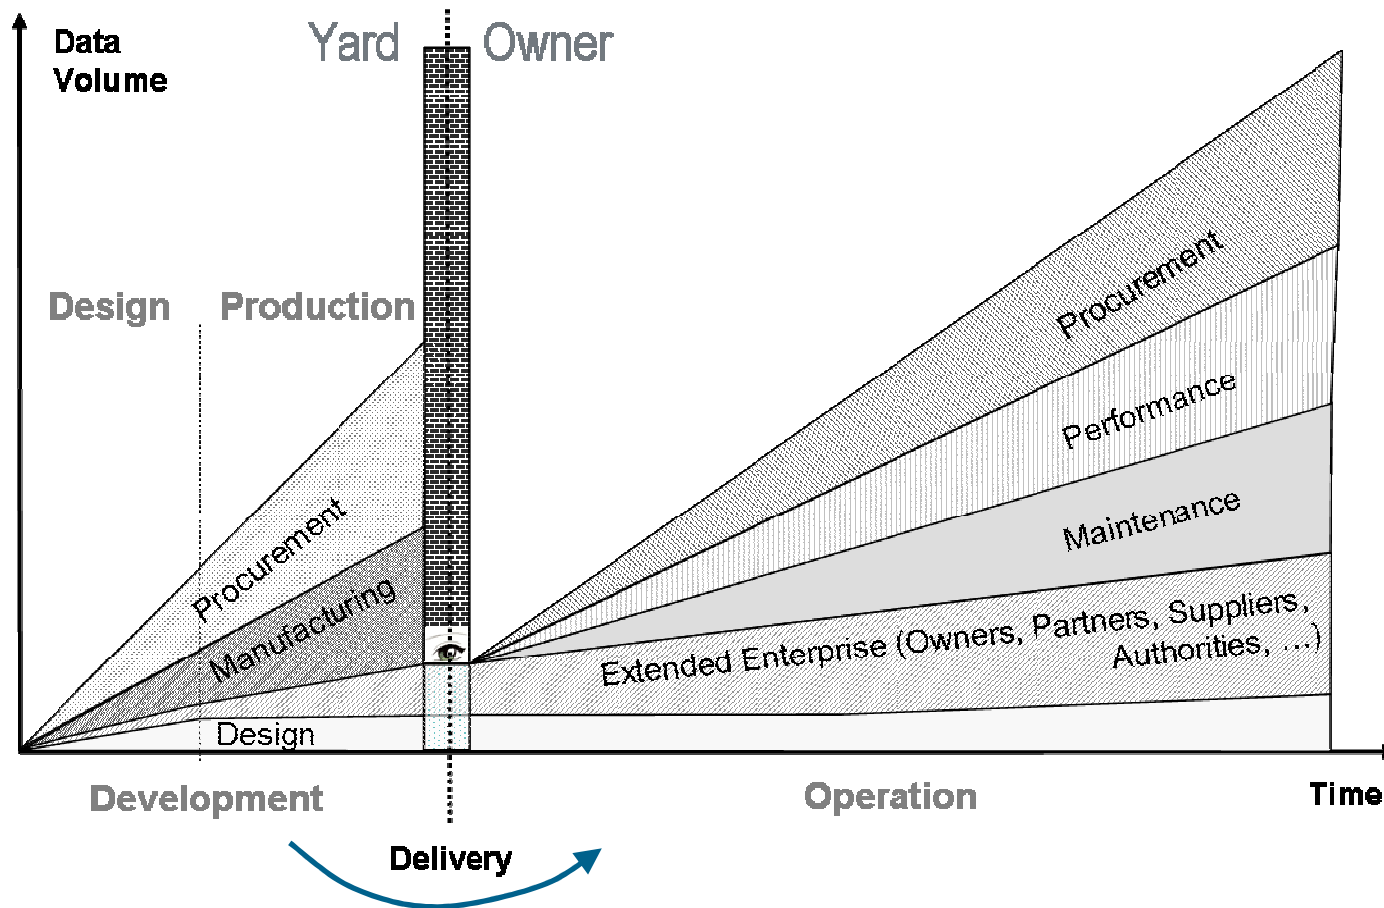 Data
Volume
Yard
Owner
Design
Production
Procurement
Manufacturing
Design
Procurement
Performance
Maintenance
Extended Enterprise (Owners, Partners, Suppliers,
Authorities, ...)
Development
Operation
Time
Delivery